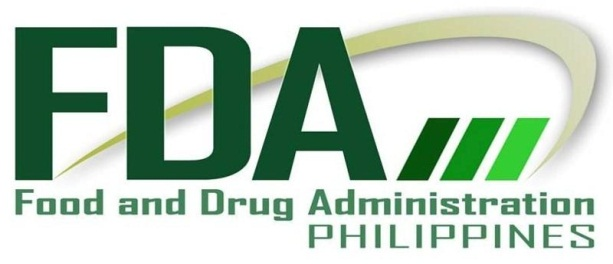 FDA
Food and Drug Administration
PHILIPPINES